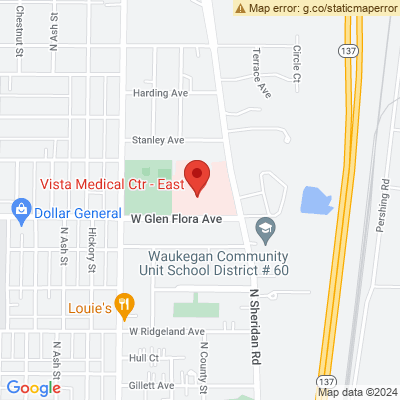 Map error: g.co/staticmaperror
Chestnut St
N Ash St
Circle Ct
137
Terrace Ave
Harding Ave
Stanley Ave
Vista Medical Ctr - East
Pershing Rd
Dollar General
W Glen Flora Ave
N Ash St
Hickory St
Waukegan Community
Unit School District # 60
Louie's
N Sheridan Rd
W Ridgeland Ave
Hull Ct
N Ash St
N County St
Gillett Ave
137
Google
Map data ©2024